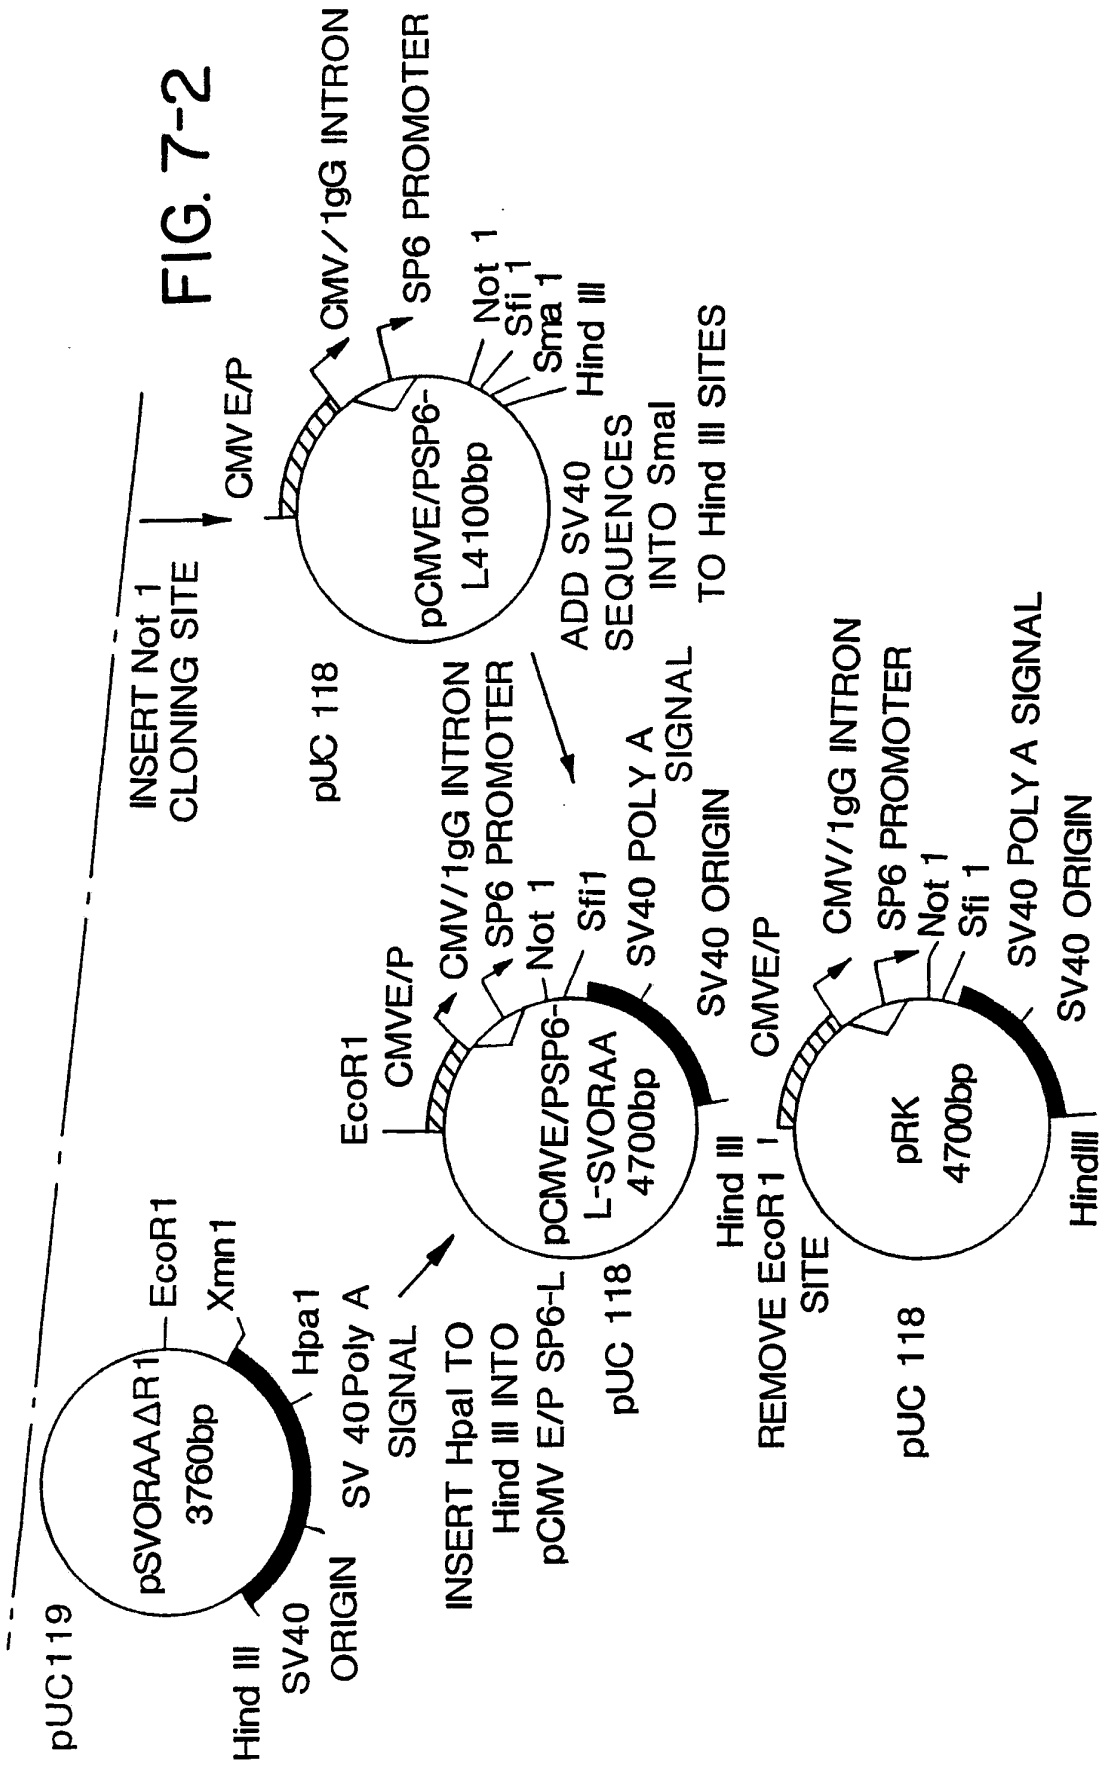 FIG. 7-2
pUC119
pSVORAAΔR1
3760bp
EcoR1
Xmn1
Hpa1
SV 40Poly A
SIGNAL
Hind III
SV40
ORIGIN
INSERT HpaI TO
Hind III INTO
pCMV E/P SP6-L
INSERT Not 1
CLONING SITE
CMV E/P
CMV/1gG INTRON
SP6 PROMOTER
Not 1
Sfi 1
Sma 1
Hind III
pCMVE/PSP6-
L4100bp
pUC 118
ADD SV40
SEQUENCES
INTO SmaI
TO Hind III SITES
EcoR1
CMVE/P
CMV/1gG INTRON
SP6 PROMOTER
Not 1
Sfi1
SV40 POLY A
SIGNAL
SV40 ORIGIN
pCMVE/PSP6-
L-SVORAA
4700bp
Hind III
pUC 118
REMOVE EcoR1
SITE
CMVE/P
CMV/1gG INTRON
SP6 PROMOTER
Not 1
Sfi 1
SV40 POLY A SIGNAL
SV40 ORIGIN
pRK
4700bp
HindIII
pUC 118